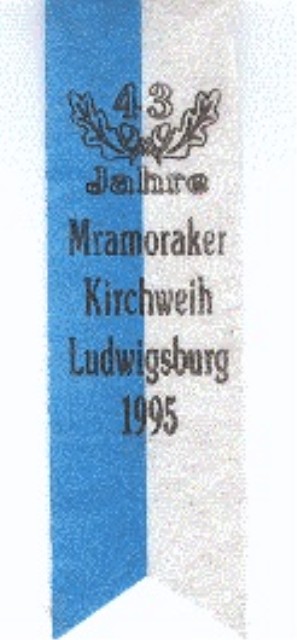 43
Jahre
Mramoraker
Kirchweih
Ludwigsburg
1995